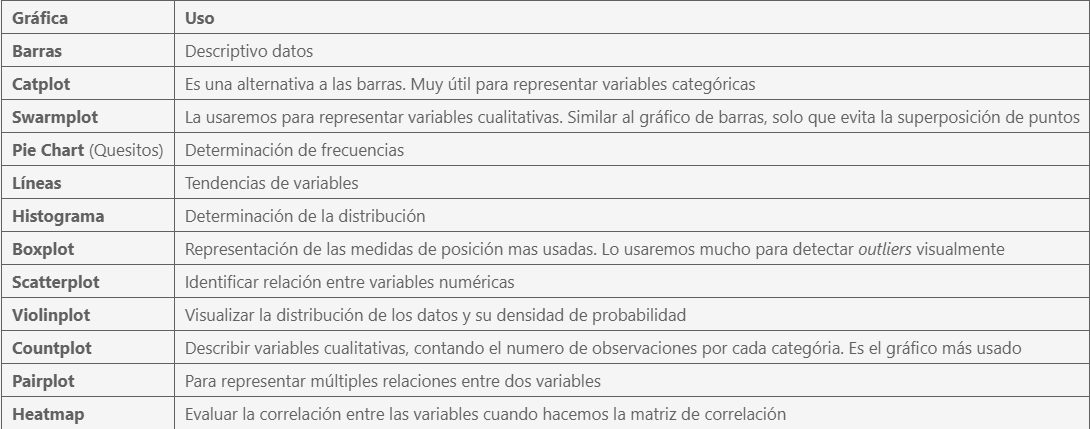 Gráfica Uso
Barras Descriptivo datos
Catplot Es una alternativa a las barras. Muy útil para representar variables categóricas
Swarmplot La usaremos para representar variables cualitativas. Similar al gráfico de barras, solo que evita la superposición de puntos
Pie Chart (Quesitos) Determinación de frecuencias
Líneas Tendencias de variables
Histograma Determinación de la distribución
Boxplot Representación de las medidas de posición mas usadas. Lo usaremos mucho para detectar outliers visualmente
Scatterplot Identificar relación entre variables numéricas
Violinplot Visualizar la distribución de los datos y su densidad de probabilidad
Countplot Describir variables cualitativas, contando el numero de observaciones por cada categória. Es el gráfico más usado
Pairplot Para representar múltiples relaciones entre dos variables
Heatmap Evaluar la correlación entre las variables cuando hacemos la matriz de correlación